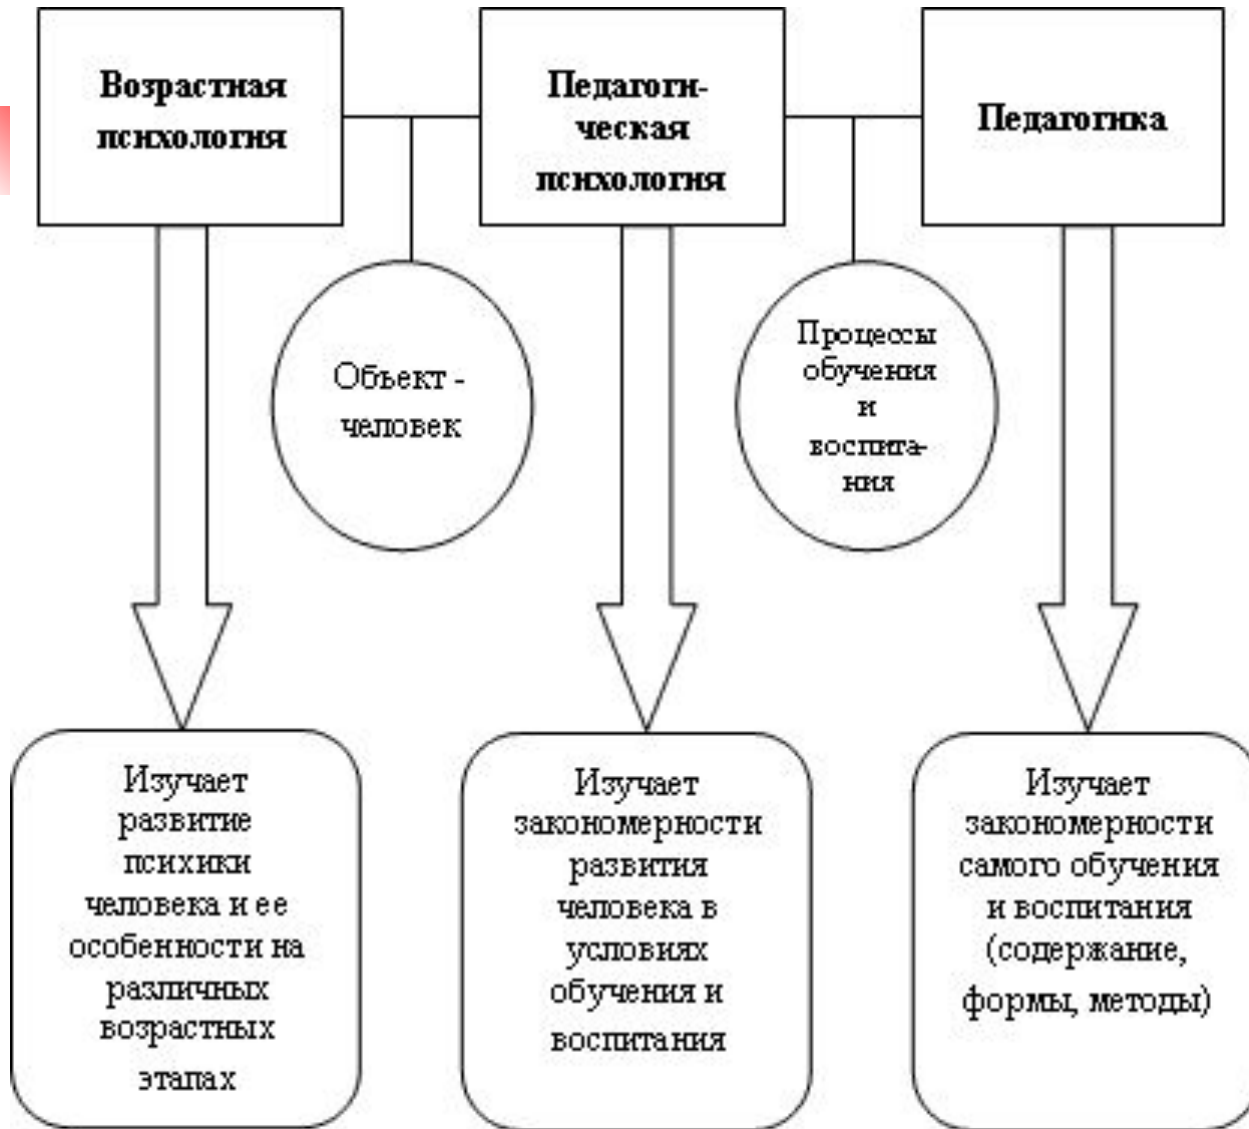 Возрастная
психология
Педагоги-
ческая
психология
Педагогика
Объект -
человек
Процессы
обучения
и
воспита-
ния
Изучает
развитие
психики
человека и ее
особенности на
различных
возрастных
этапах
Изучает
закономерности
развития
человека в
условиях
обучения и
воспитания
Изучает
закономерности
самого обучения
и воспитания
(содержание,
формы, методы)